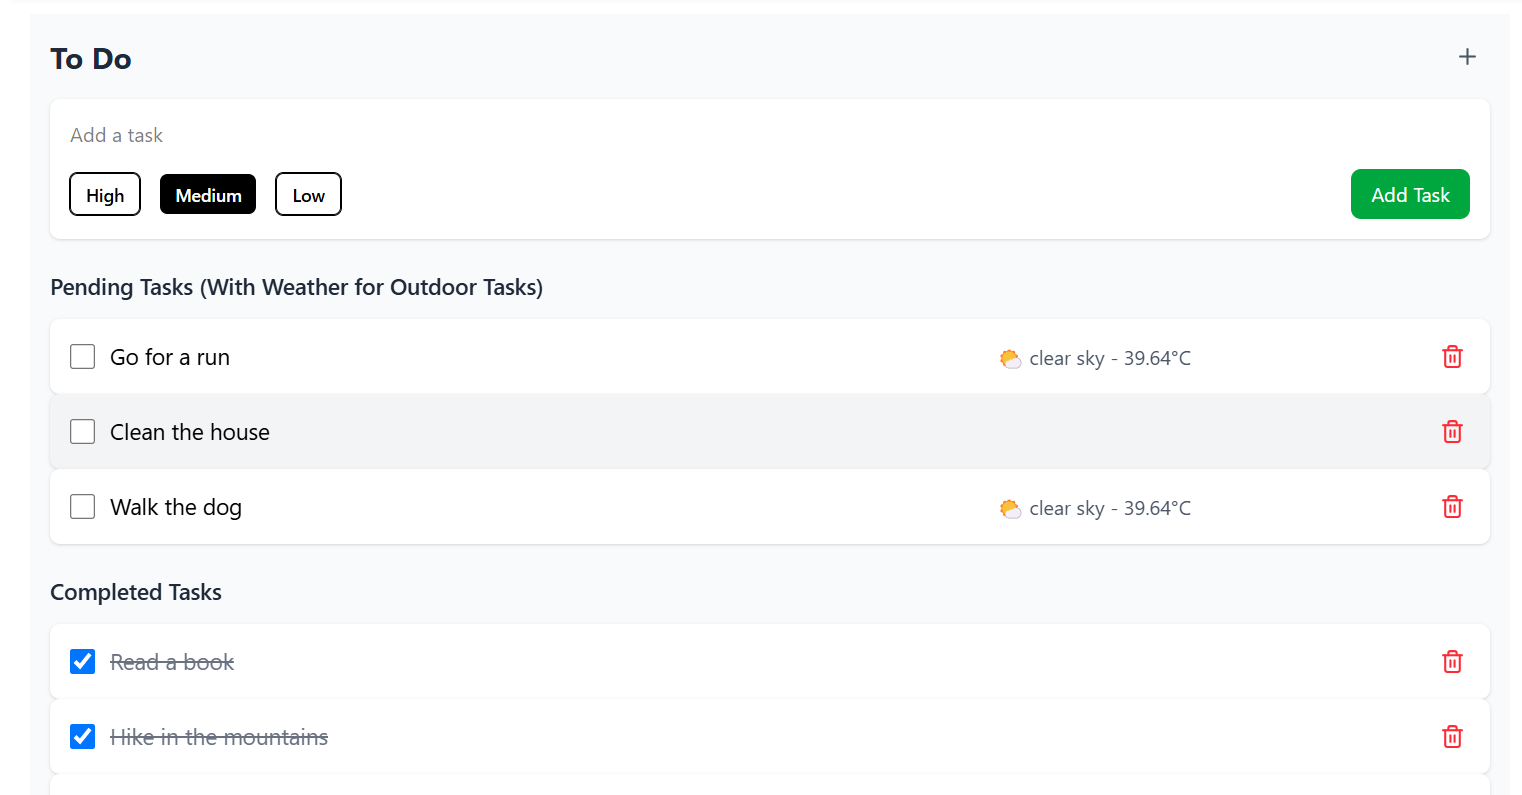 To Do
Add a task
High Medium Low Add Task
Pending Tasks (With Weather for Outdoor Tasks)
Go for a run clear sky - 39.64°C
Clean the house
Walk the dog clear sky - 39.64°C
Completed Tasks
Read a book
Hike in the mountains